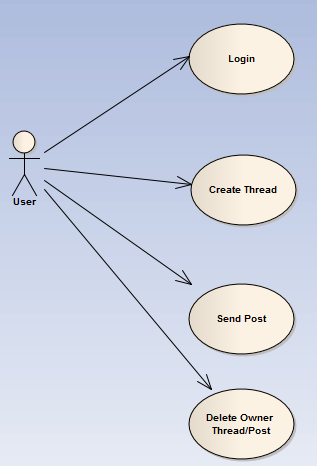 Login
Create Thread
User
Send Post
Delete Owner
Thread/Post